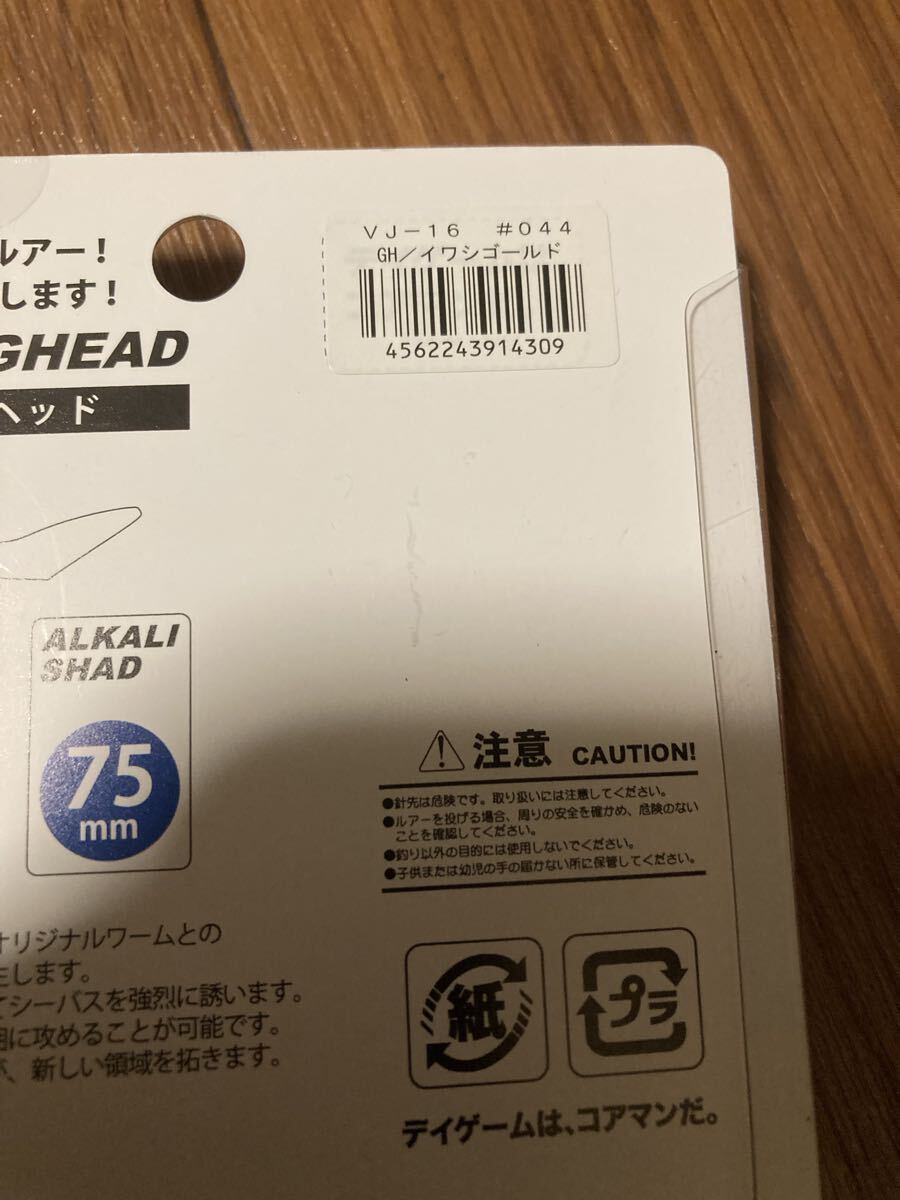 ルアー!
します!
GHEAD
ヘッド
VJ-16 #044
GH/イワシゴールド
4562243914309
ALKALI
SHAD
75
mm
注意 CAUTION!
●針先は危険です。取り扱いには注意してください。
●ルアーを投げる場合、周りの安全を確かめ、危険のない
ことを確認してください。
●釣り以外の目的には使用しないでください。
●子供または幼児の手の届かない所に保管してください。
オリジナルワームとの
生します。
てシーバスを強烈に誘います。
囲に攻めることが可能です。
が、新しい領域を拓きます。
紙
プラ
デイゲームは、コアマンだ。